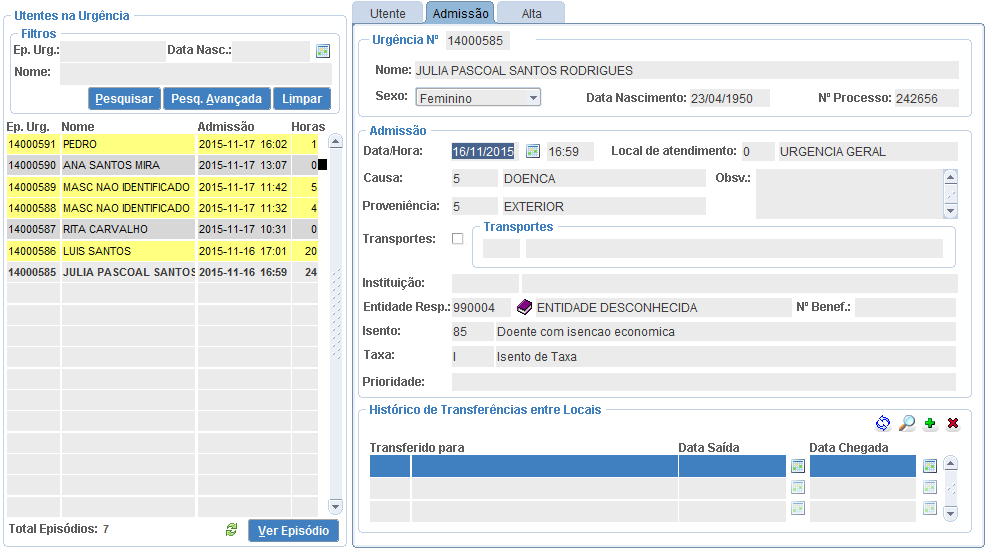 Utentes na Urgência
Filtros
Ep. Urg.: Data Nasc.:
Nome:
Pesquisar Pesq. Avançada Limpar
Ep. Urg. Nome Admissão Horas
14000591 PEDRO 2015-11-17 16:02 1
14000590 ANA SANTOS MIRA 2015-11-17 13:07 0
14000589 MASC NAO IDENTIFICADO 2015-11-17 11:42 5
14000588 MASC NAO IDENTIFICADO 2015-11-17 11:32 4
14000587 RITA CARVALHO 2015-11-17 10:31 0
14000586 LUIS SANTOS 2015-11-16 17:01 20
14000585 JULIA PASCOAL SANTOS 2015-11-16 16:59 24
Total Episódios: 7 Ver Episódio
Utente Admissão Alta
Urgência Nº 14000585
Nome: JULIA PASCOAL SANTOS RODRIGUES
Sexo: Feminino Data Nascimento: 23/04/1950 Nº Processo: 242656
Admissão
Data/Hora: 16/11/2015 16:59 Local de atendimento: 0 URGENCIA GERAL
Causa: 5 DOENCA Obsv.:
Proveniência: 5 EXTERIOR
Transportes: Transportes
Instituição:
Entidade Resp.: 990004 ENTIDADE DESCONHECIDA Nº Benef.:
Isento: 85 Doente com isencao economica
Taxa: I Isento de Taxa
Prioridade:
Histórico de Transferências entre Locais
Transferido para Data Saída Data Chegada